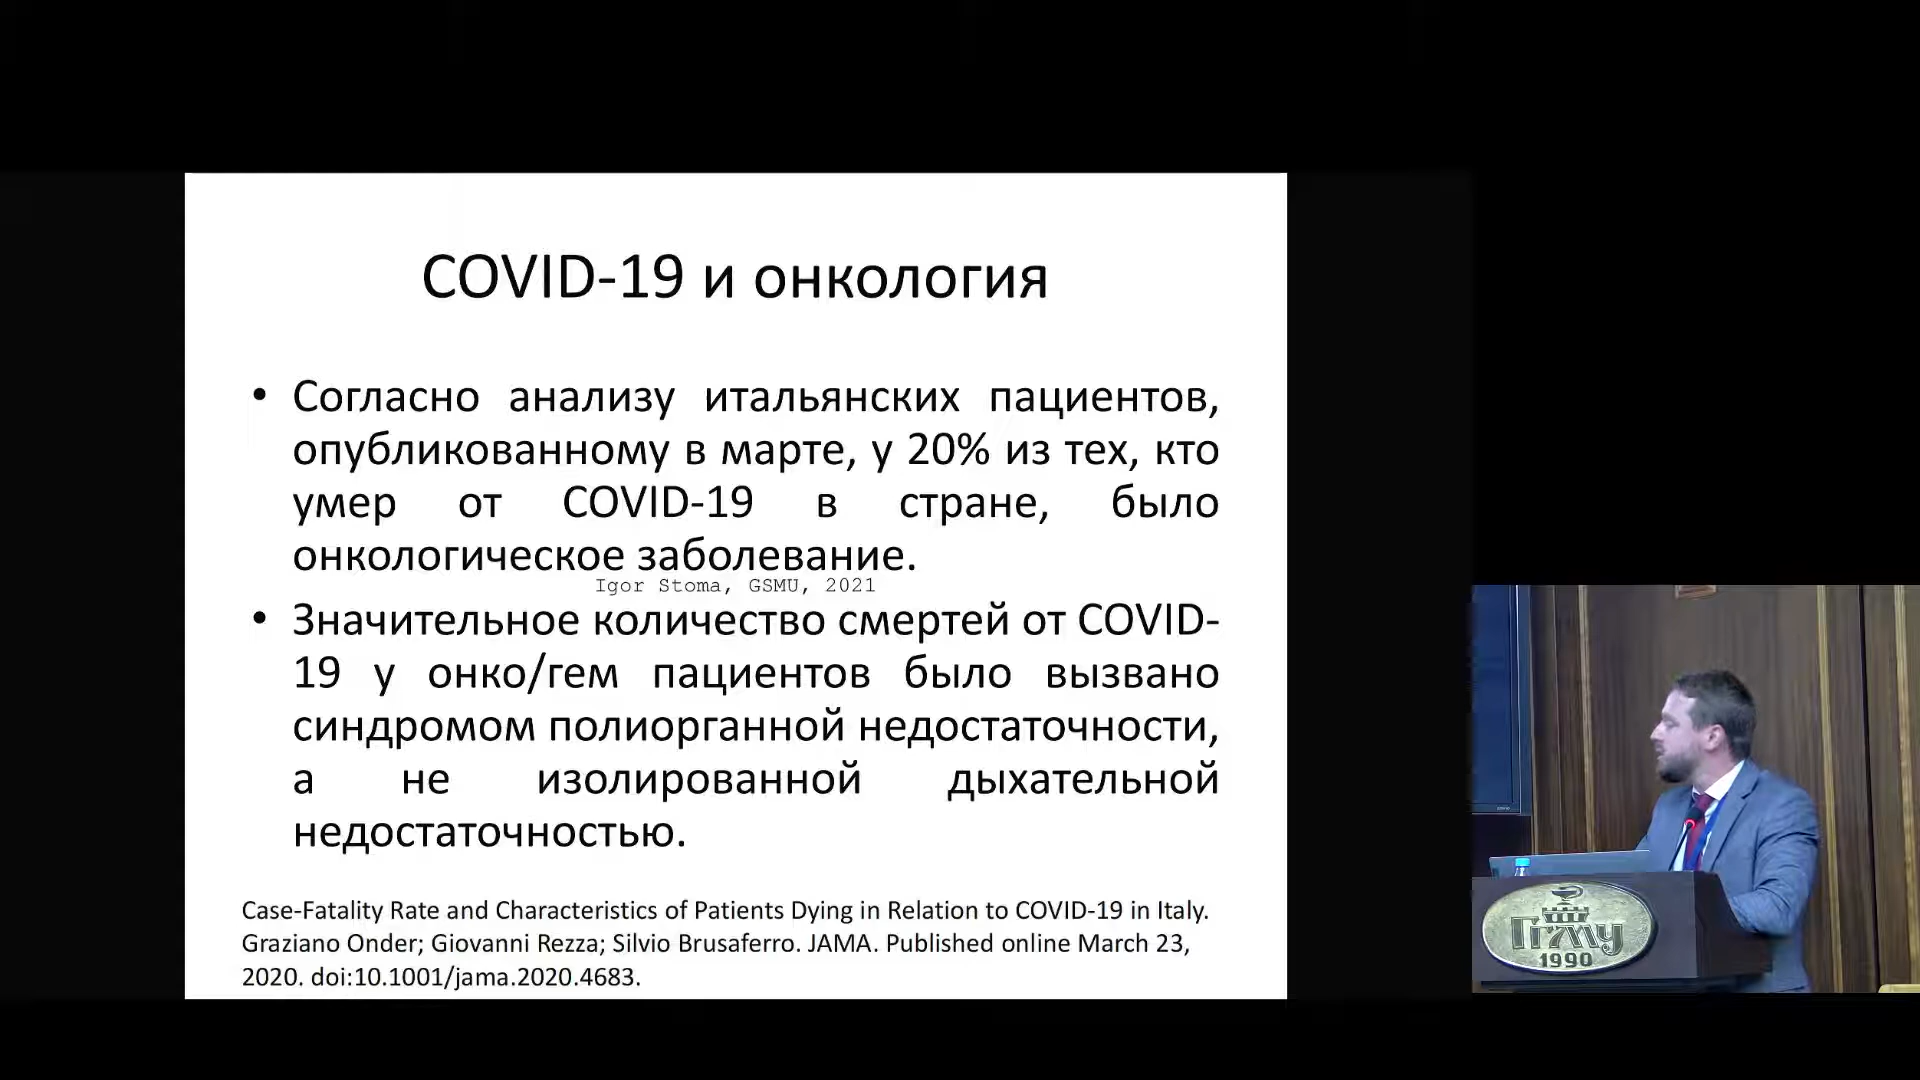 COVID-19 и онкология
• Согласно анализу итальянских пациентов,
опубликованному в марте, у 20% из тех, кто
умер от COVID-19 в стране, было
онкологическое заболевание.
Igor Stoma, GSMU, 2021
• Значительное количество смертей от COVID-
19 у онко/гем пациентов было вызвано
синдромом полиорганной недостаточности,
а не изолированной дыхательной
недостаточностью.
Case-Fatality Rate and Characteristics of Patients Dying in Relation to COVID-19 in Italy.
Graziano Onder; Giovanni Rezza; Silvio Brusaferro. JAMA. Published online March 23,
2020. doi:10.1001/jama.2020.4683.
ГГМУ
1990